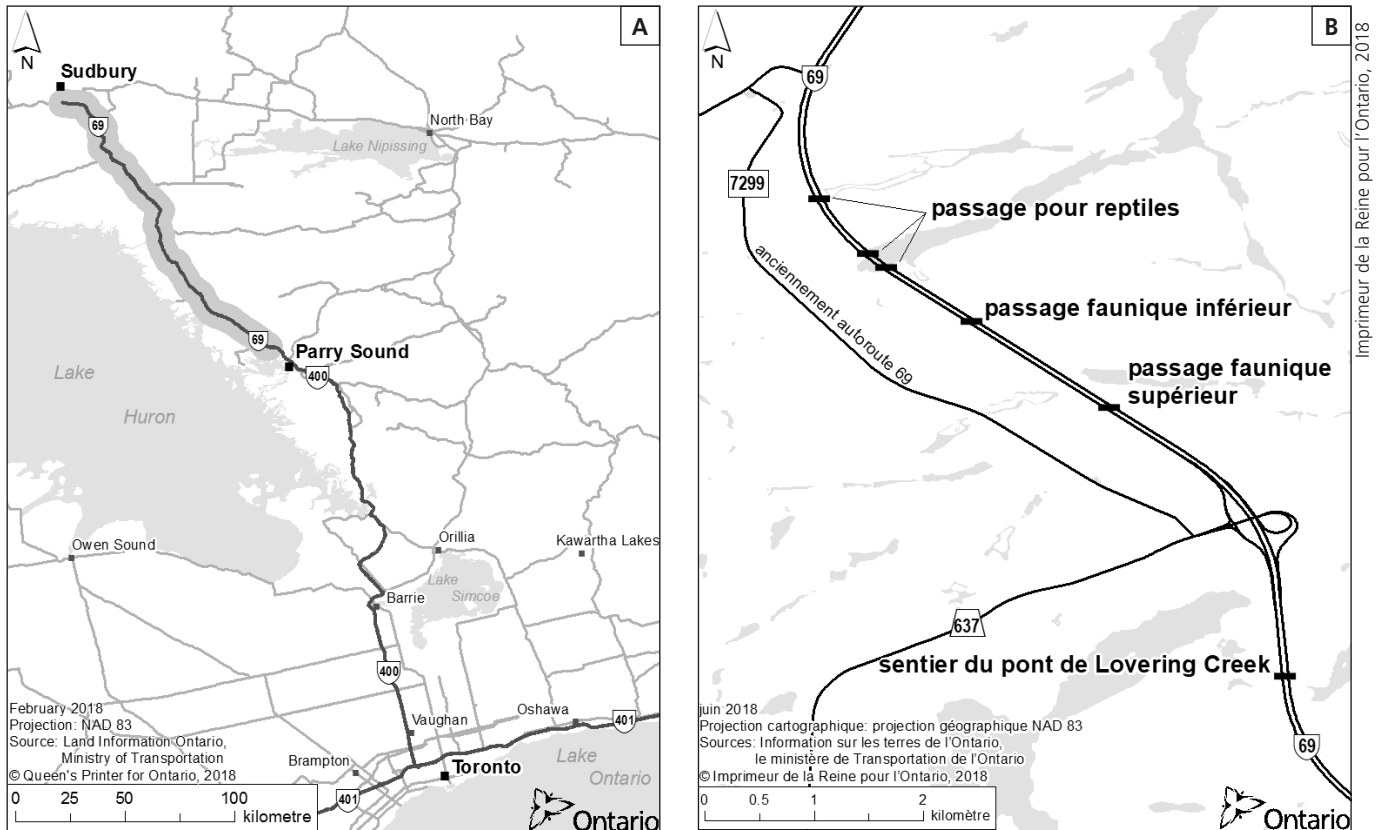 A
N
Sudbury
69
North Bay
Lake Nipissing
69
Parry Sound
400
Lake
Huron
Owen Sound
Orillia
Kawartha Lakes
Lake
Simcoe
Barrie
400
February 2018
Projection: NAD 83
Source: Land Information Ontario,
Ministry of Transportation
© Queen's Printer for Ontario, 2018
Vaughan
Oshawa
401
Brampton
Toronto
Lake
Ontario
401
0 25 50 100
kilometre
Ontario
B
N
69
7299
passage pour reptiles
anciennement autoroute 69
passage faunique inférieur
passage faunique
supérieur
637
sentier du pont de Lovering Creek
69
juin 2018
Projection cartographique: projection géographique NAD 83
Sources: Information sur les terres de l'Ontario,
le ministère de Transportation de l'Ontario
© Imprimeur de la Reine pour l'Ontario, 2018
0 0.5 1 2
kilomètre
Ontario
Imprimeur de la Reine pour l'Ontario, 2018